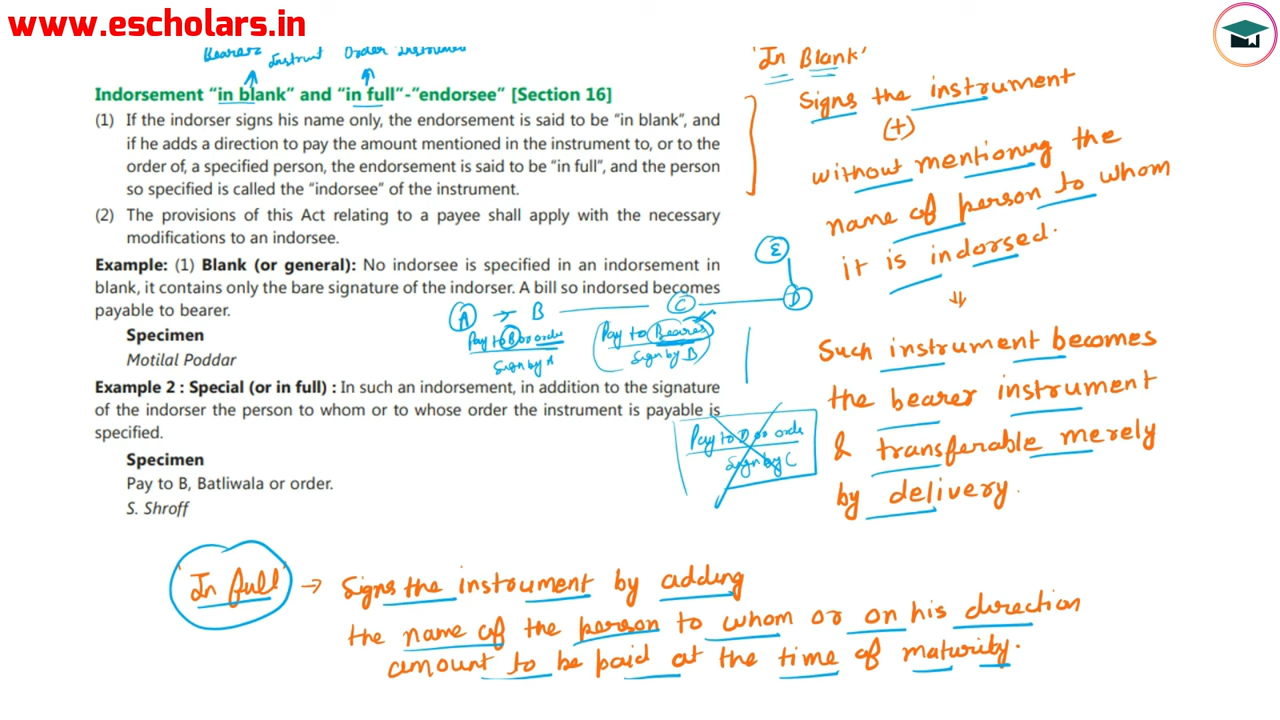 www.escholars.in
Bearer Instrument Order instrument
Indorsement “in blank” and “in full”-“endorsee” [Section 16]
(1) If the indorser signs his name only, the endorsement is said to be “in blank”, and
if he adds a direction to pay the amount mentioned in the instrument to, or to the
order of, a specified person, the endorsement is said to be “in full”, and the person
so specified is called the “indorsee” of the instrument.
(2) The provisions of this Act relating to a payee shall apply with the necessary
modifications to an indorsee.
Example: (1) Blank (or general): No indorsee is specified in an indorsement in
blank, it contains only the bare signature of the indorser. A bill so indorsed becomes
payable to bearer.
Specimen
Motilal Poddar
Example 2 : Special (or in full) : In such an indorsement, in addition to the signature
of the indorser the person to whom or to whose order the instrument is payable is
specified.
Specimen
Pay to B, Batliwala or order.
S. Shroff
A → B C D
E
Pay to B or order
Sign by A
Pay to Bearer
Sign by B
Pay to D or orde
Sign by C
'In Blank'
Signs the instrument
(+)
without mentioning the
name of person to whom
it is indorsed.
Such instrument becomes
the bearer instrument
& transferable merely
by delivery.
'In full' → Signs the instrument by adding
the name of the person to whom or on his direction
amount to be paid at the time of maturity.